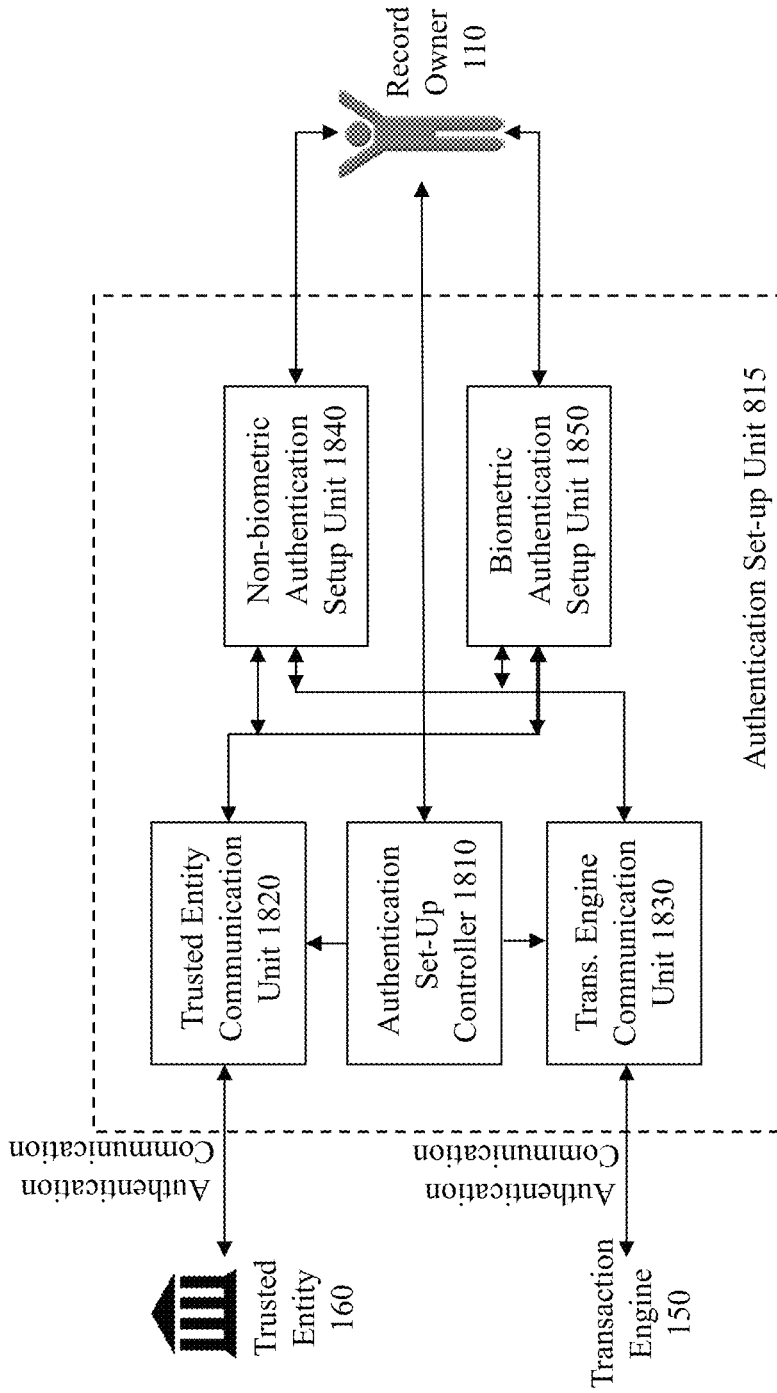 Trusted
Entity
160
Authentication
Communication
Trusted Entity
Communication
Unit 1820
Non-biometric
Authentication
Setup Unit 1840
Authentication
Set-Up
Controller 1810
Record
Owner
110
Transaction
Engine
150
Authentication
Communication
Trans. Engine
Communication
Unit 1830
Biometric
Authentication
Setup Unit 1850
Authentication Set-up Unit 815